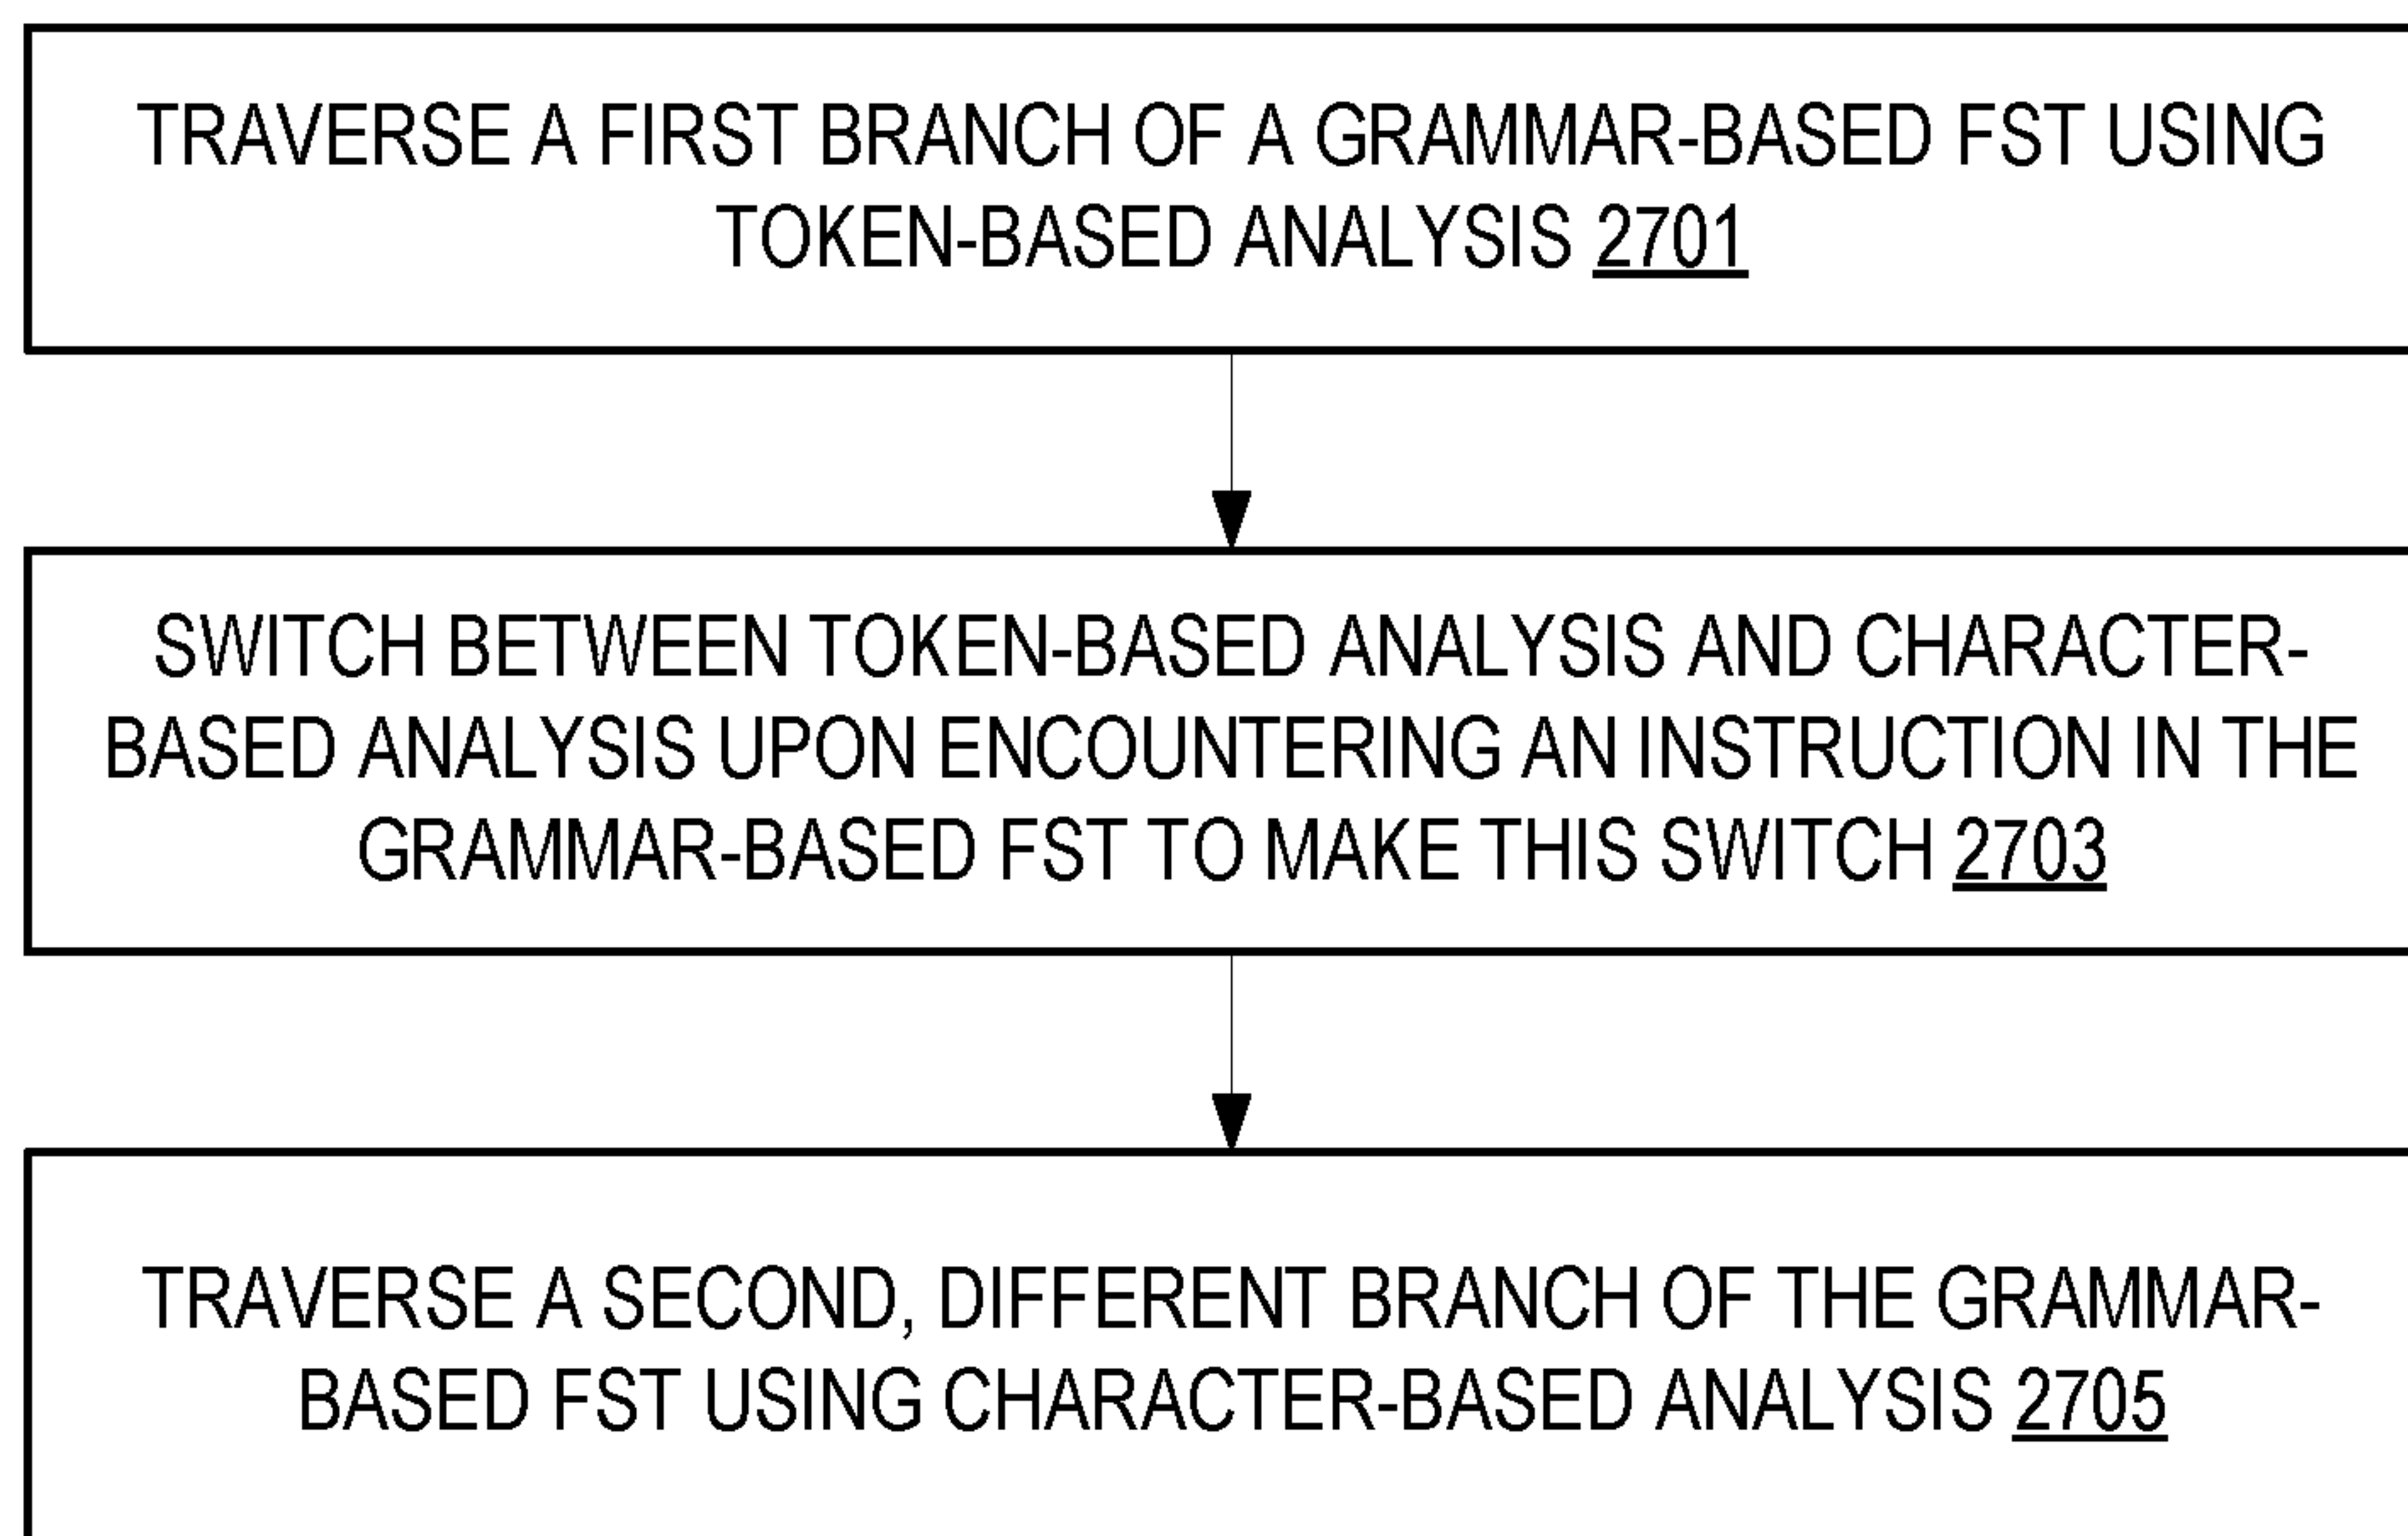 TRAVERSE A FIRST BRANCH OF A GRAMMAR-BASED FST USING
TOKEN-BASED ANALYSIS 2701
SWITCH BETWEEN TOKEN-BASED ANALYSIS AND CHARACTER-
BASED ANALYSIS UPON ENCOUNTERING AN INSTRUCTION IN THE
GRAMMAR-BASED FST TO MAKE THIS SWITCH 2703
TRAVERSE A SECOND, DIFFERENT BRANCH OF THE GRAMMAR-
BASED FST USING CHARACTER-BASED ANALYSIS 2705